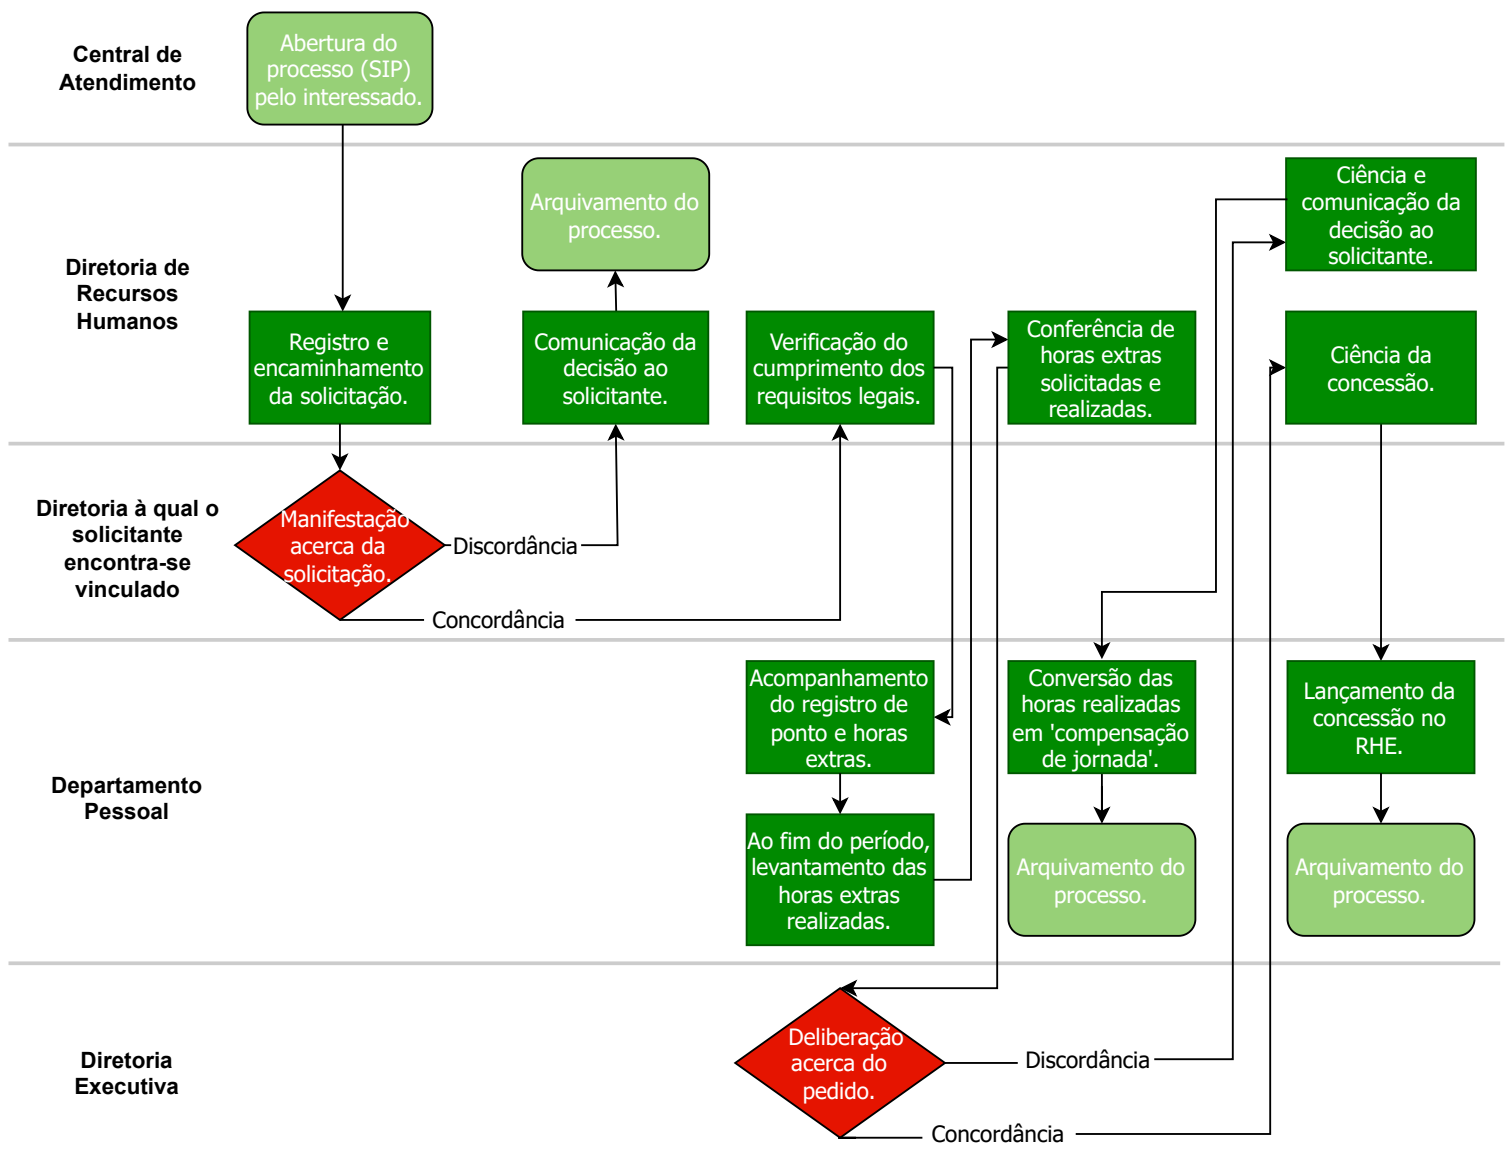 Central de
Atendimento
Abertura do
processo (SIP)
pelo interessado.
Diretoria de
Recursos
Humanos
Arquivamento do
processo.
Ciência e
comunicação da
decisão ao
solicitante.
Registro e
encaminhamento
da solicitação.
Comunicação da
decisão ao
solicitante.
Verificação do
cumprimento dos
requisitos legais.
Conferência de
horas extras
solicitadas e
realizadas.
Ciência da
concessão.
Diretoria à qual o
solicitante
encontra-se
vinculado
Manifestação
acerca da
solicitação.
Discordância
Concordância
Departamento
Pessoal
Acompanhamento
do registro de
ponto e horas
extras.
Conversão das
horas realizadas
em 'compensação
de jornada'.
Lançamento da
concessão no
RHE.
Ao fim do período,
levantamento das
horas extras
realizadas.
Arquivamento do
processo.
Arquivamento do
processo.
Diretoria
Executiva
Deliberação
acerca do
pedido.
Discordância
Concordância